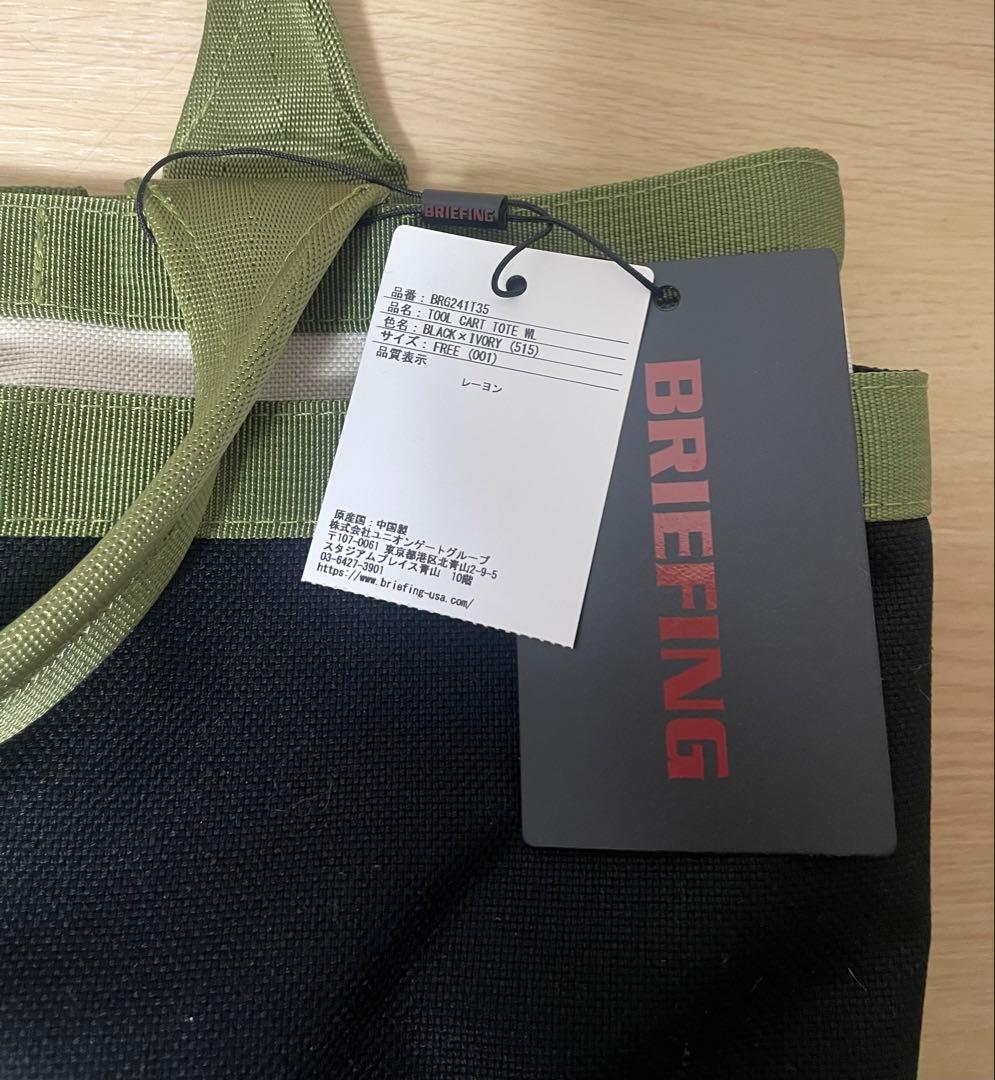 BRIEFING
品番：BRG241T35
品名：TOOL CART TOTE WL
色名：BLACK×IVORY (515)
サイズ：FREE (001)
品質表示
レーヨン
原産国：中国製
株式会社ユニオンゲートグループ
〒107-0061 東京都港区北青山2-9-5
スタジアムプレイス青山 10階
03-6427-3901
https://www.briefing-usa.com/
BRIEFING